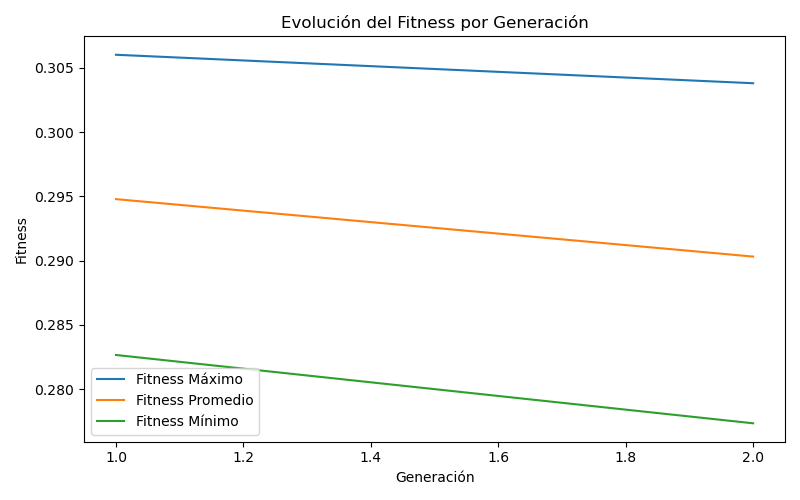 Evolución del Fitness por Generación
Fitness
0.305
0.300
0.295
0.290
0.285
0.280
Fitness Máximo
Fitness Promedio
Fitness Mínimo
1.0 1.2 1.4 1.6 1.8 2.0
Generación